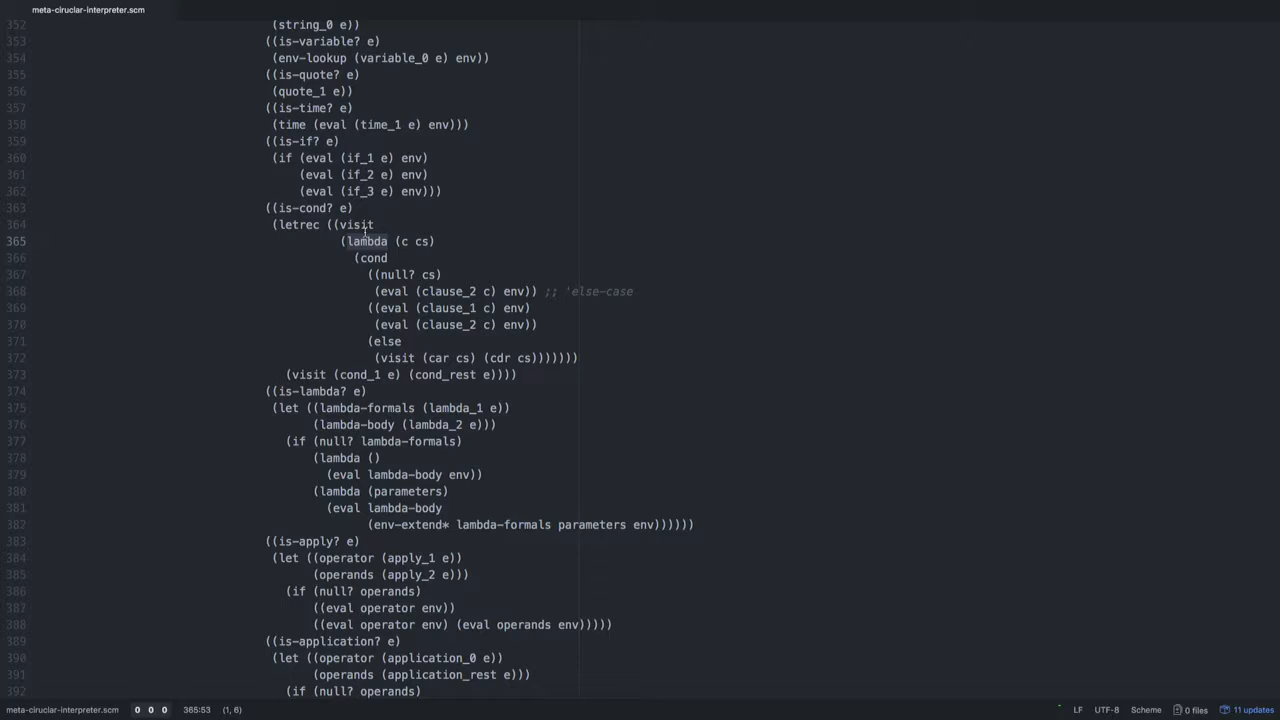 meta-ciruclar-interpreter.scm
352 (string_0 e))
353 ((is-variable? e)
354 (env-lookup (variable_0 e) env))
355 ((is-quote? e)
356 (quote_1 e))
357 ((is-time? e)
358 (time (eval (time_1 e) env)))
359 ((is-if? e)
360 (if (eval (if_1 e) env)
361 (eval (if_2 e) env)
362 (eval (if_3 e) env)))
363 ((is-cond? e)
364 (letrec ((visit
365 (lambda (c cs)
366 (cond
367 ((null? cs)
368 (eval (clause_2 c) env)) ;; 'else-case
369 ((eval (clause_1 c) env)
370 (eval (clause_2 c) env))
371 (else
372 (visit (car cs) (cdr cs)))))))
373 (visit (cond_1 e) (cond_rest e))))
374 ((is-lambda? e)
375 (let ((lambda-formals (lambda_1 e))
376 (lambda-body (lambda_2 e)))
377 (if (null? lambda-formals)
378 (lambda ()
379 (eval lambda-body env))
380 (lambda (parameters)
381 (eval lambda-body
382 (env-extend* lambda-formals parameters env))))))
383 ((is-apply? e)
384 (let ((operator (apply_1 e))
385 (operands (apply_2 e)))
386 (if (null? operands)
387 ((eval operator env))
388 ((eval operator env) (eval operands env)))))
389 ((is-application? e)
390 (let ((operator (application_0 e))
391 (operands (application_rest e)))
392 (if (null? operands)
meta-ciruclar-interpreter.scm 0 0 0 365:53 (1, 6) LF UTF-8 Scheme 0 files 11 updates